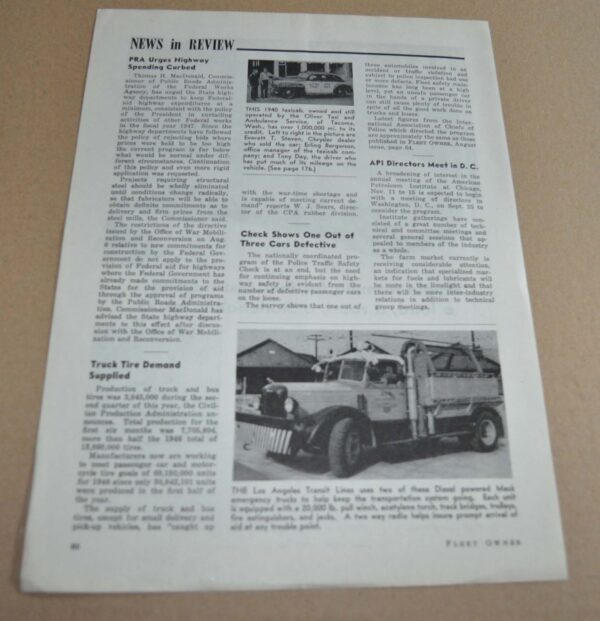 NEWS in REVIEW
PRA Urges Highway
Spending Curbed
Thomas H. MacDonald, Commis-
sioner of Public Roads Adminis-
tration of the Federal Works
Agency, has urged the State high-
way departments to keep Federal-
aid highway expenditures at a
minimum, consistent with the policy
of the President in curtailing
activities of other Federal Works
in the fiscal year 1947. Since the
highway departments have followed
the policy of rejecting bids where
prices were held to be too high
the current program is far below
what would be normal under dif-
ferent circumstances. Continuation
of this policy and even more rigid
application was requested.
Projects requiring structural
steel should be wholly eliminated
until conditions change radically,
so that fabricators will be able to
obtain definite commitments as to
delivery and firm prices from the
steel mills, the Commissioner said.
The restrictions of the directive
issued by the Office of War Mobili-
zation and Reconversion on Aug.
6 relative to new commitments for
construction by the Federal Gov-
ernment do not apply to the pro-
vision of Federal aid for highways
where the Federal Government has
already made commitments to the
States for the provision of aid
through the approval of programs
by the Public Roads Administra-
tion. Commissioner MacDonald has
advised the State highway depart-
ments to this effect after discus-
sion with the Office of War Mobili-
zation and Reconversion.
Truck Tire Demand
Supplied
Production of truck and bus
tires was 3,945,000 during the sec-
ond quarter of this year, the Civil-
ian Production Administration an-
nounces. Total production for the
first six months was
more than half the 1946 total of
tires.
Manufacturers now are working
to meet passenger car and motor-
cycle tire goals of units
for 1946 since only units
were produced in the first half of
the year.
The supply of truck and bus
tires, except for small delivery and
pick-up vehicles, has "caught up
THIS 1940 taxicab, owned and still
operated by the Oliver Taxi and
Ambulance Service, of Tacoma,
Wash., has over 1,000,000 mi. to its
credit. Left to right in the picture are
Everett T. Steven, Chrysler dealer
who sold the car; Erling Bergerson,
office manager of the taxicab com-
pany; and Tony Day, the driver who
has put much of its mileage on the
vehicle. (See page 176.)
with the war-time shortage and
is capable of meeting current de-
mand" reports W. J. Sears, direc-
tor of the CPA rubber division.
Check Shows One Out of
Three Cars Defective
The nationally coordinated pro-
gram of the Police Traffic Safety
Check is at an end, but the need
for continuing emphasis on high-
way safety is evident from the
number of defective passenger cars
on the loose.
The survey shows that one out of
three automobiles involved in an
accident or traffic violation and
subject to police inspection had one
or more defects. Fleet safety main-
tenance has long been at a high
level, yet an unsafe passenger car
in the hands of a private driver
can still cause plenty of trouble in
spite of all the good work done on
trucks and buses.
Latest figures from the Inter-
national Association of Chiefs of
Police which directed the program
are approximately the same as those
published in FLEET OWNER, August
issue, page 64.
API Directors Meet in D. C.
A broadening of interest in the
annual meeting of the American
Petroleum Institute at Chicago,
Nov. 11 to 15 is expected to begin
with a meeting of directors in
Washington, D. C., on Sept. 25 to
consider the program.
Institute gatherings have con-
sisted of a great number of tech-
nical and committee meetings and
several general sessions that ap-
pealed to members of the industry
as a whole.
The farm market currently is
receiving considerable attention,
an indication that specialized mar-
kets for fuels and lubricants will
be more in the limelight and that
there will be more inter-industry
relations in addition to technical
group meetings.
THE Los Angeles Transit Lines uses two of these Diesel powered Mack
emergency trucks to help keep the transportation system going. Each unit
is equipped with a 20,000 lb. pull winch, acetylene torch, track bridges, trolleys,
fire extinguishers, and jacks. A two way radio helps insure prompt arrival of
aid at any trouble point.
FLEET OWNER